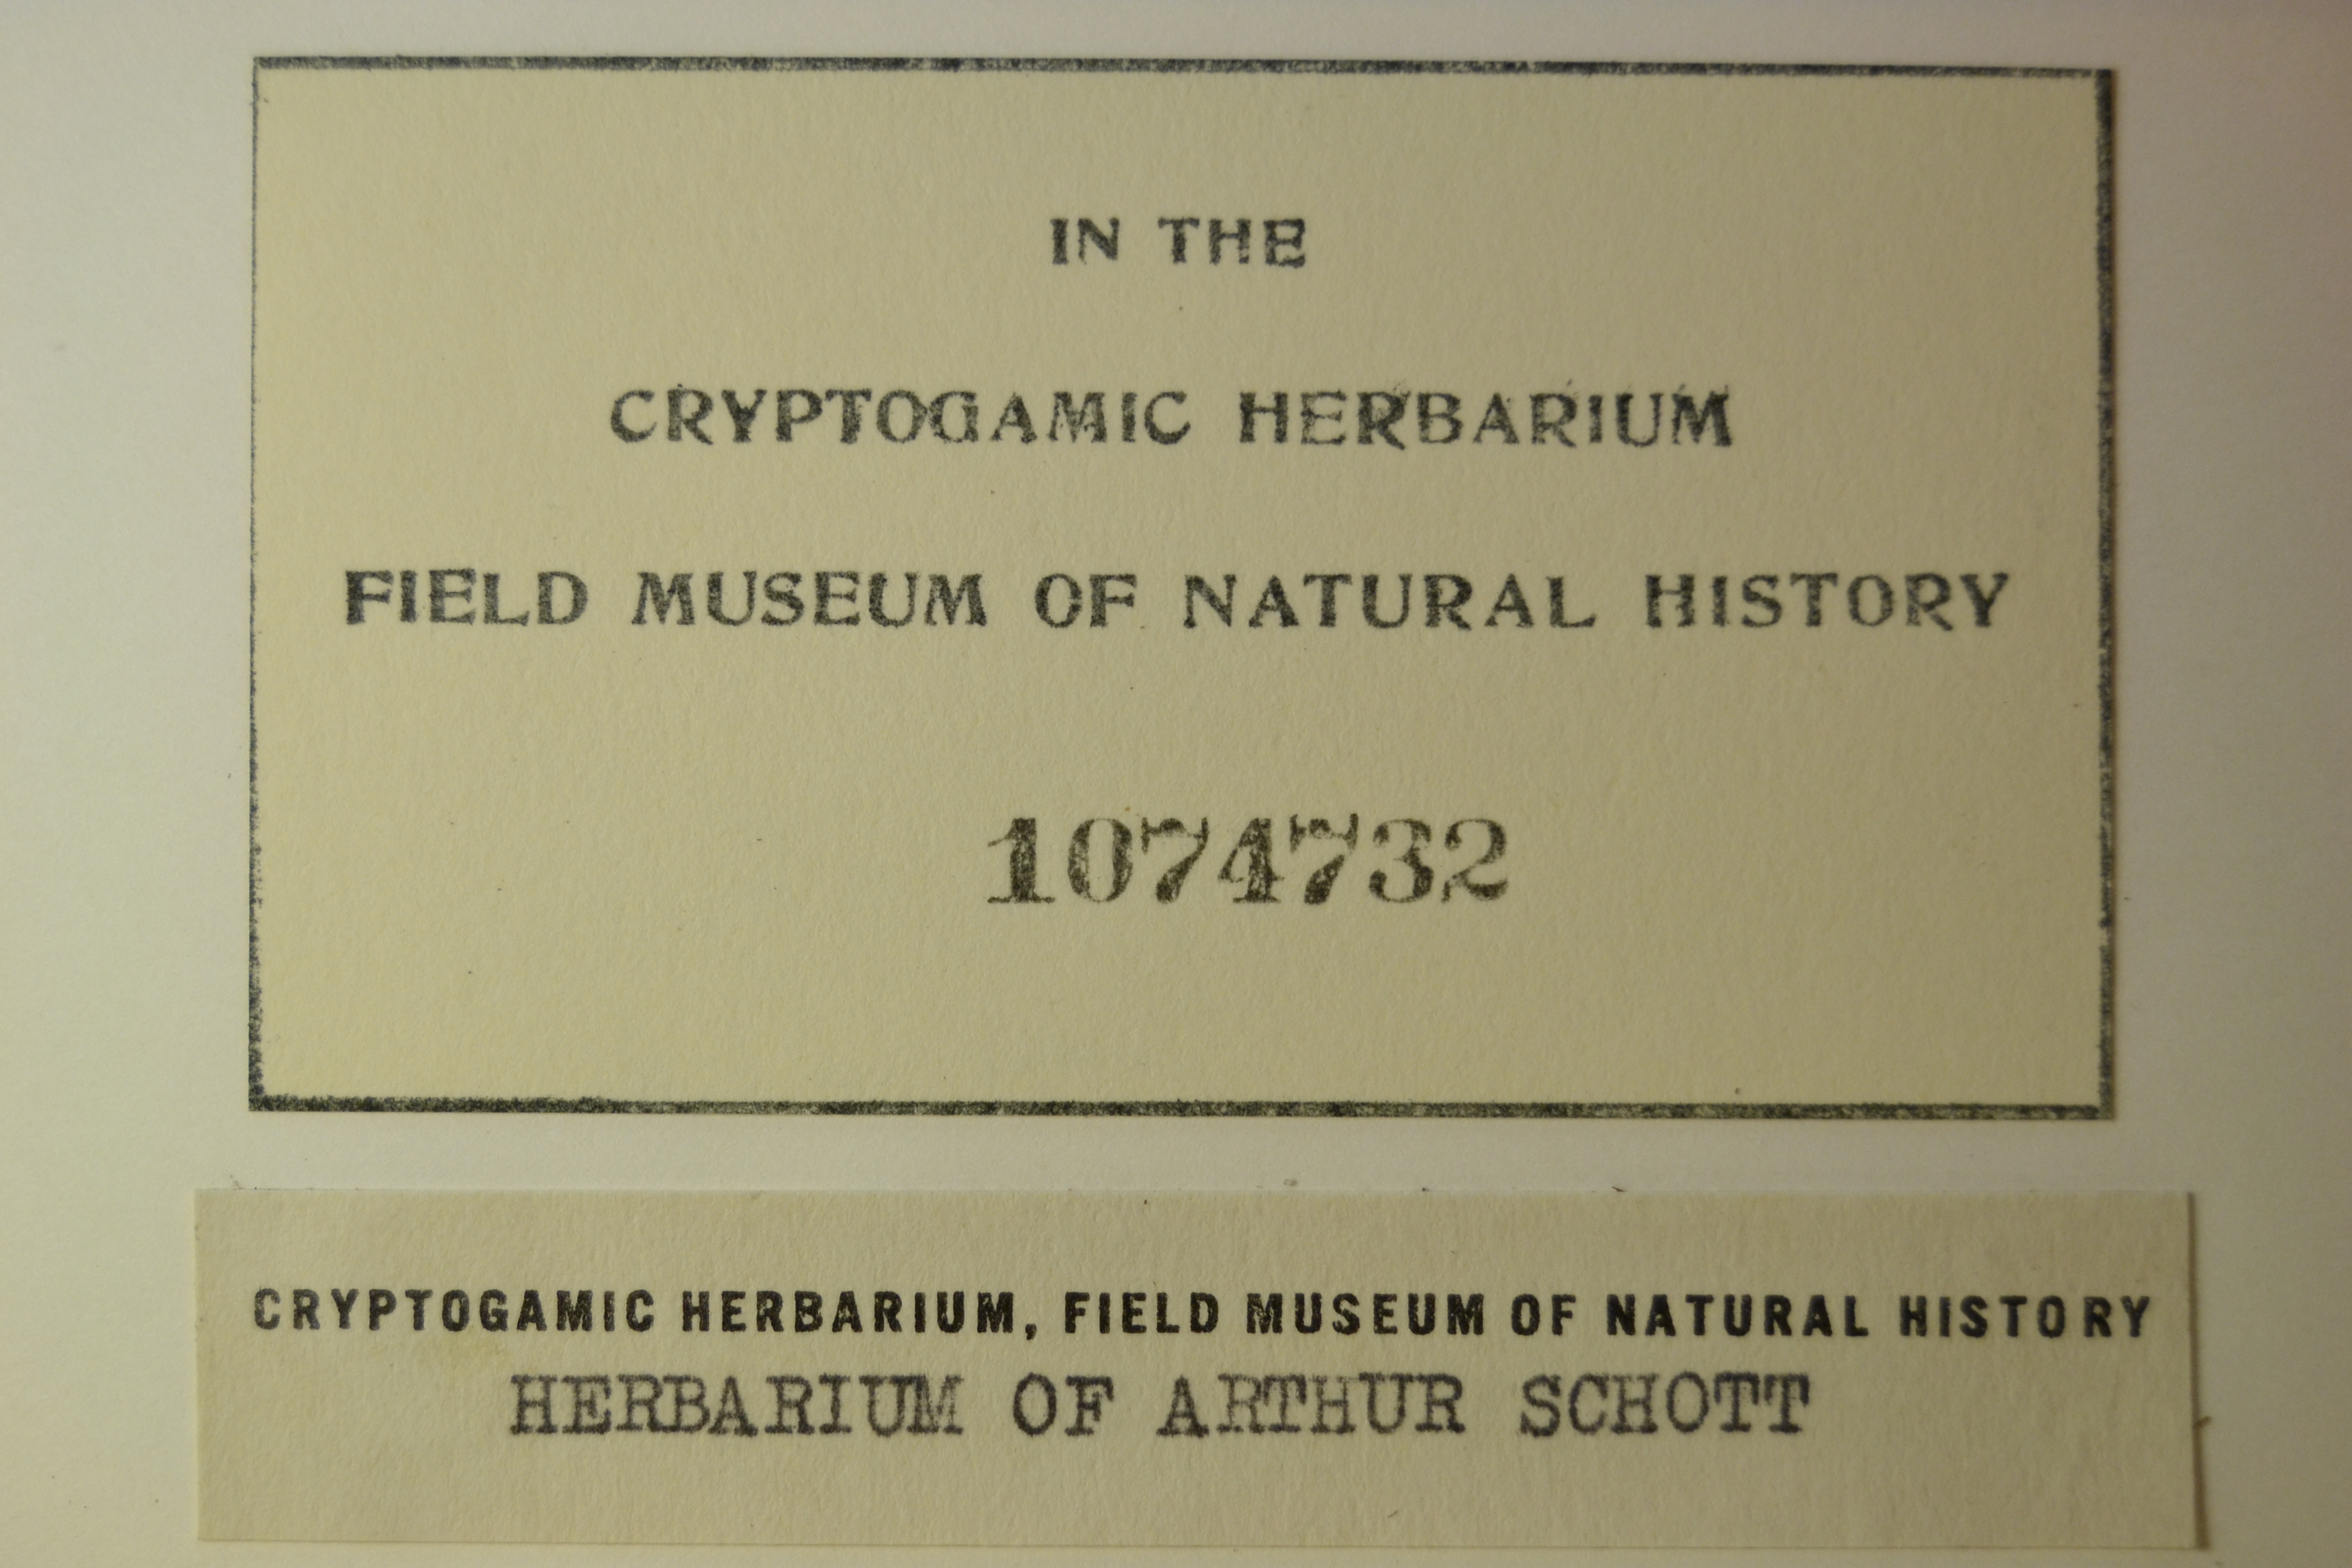 IN THE
CRYPTOGAMIC HERBARIUM
FIELD MUSEUM OF NATURAL HISTORY
1074732
CRYPTOGAMIC HERBARIUM, FIELD MUSEUM OF NATURAL HISTORY
HERBARIUM OF ARTHUR SCHOTT